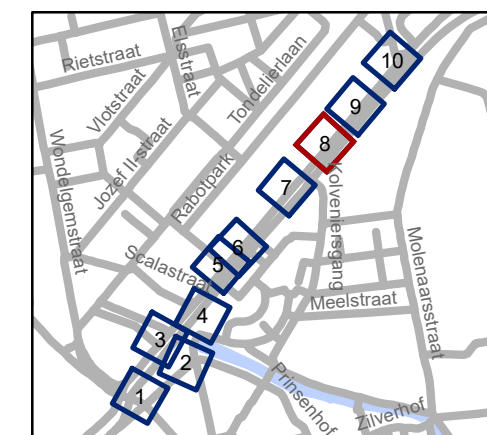 Rietstraat
Elsstraat
Tondelierlaan
Vlotstraat
Jozef II-straat
Wondelgemstraat
Rabotpark
Scalastraat
Kolveniersgang
Molenaarsstraat
Meelstraat
Prinsenhof
Zilverhof
10
9
8
7
6
5
4
3
2
1